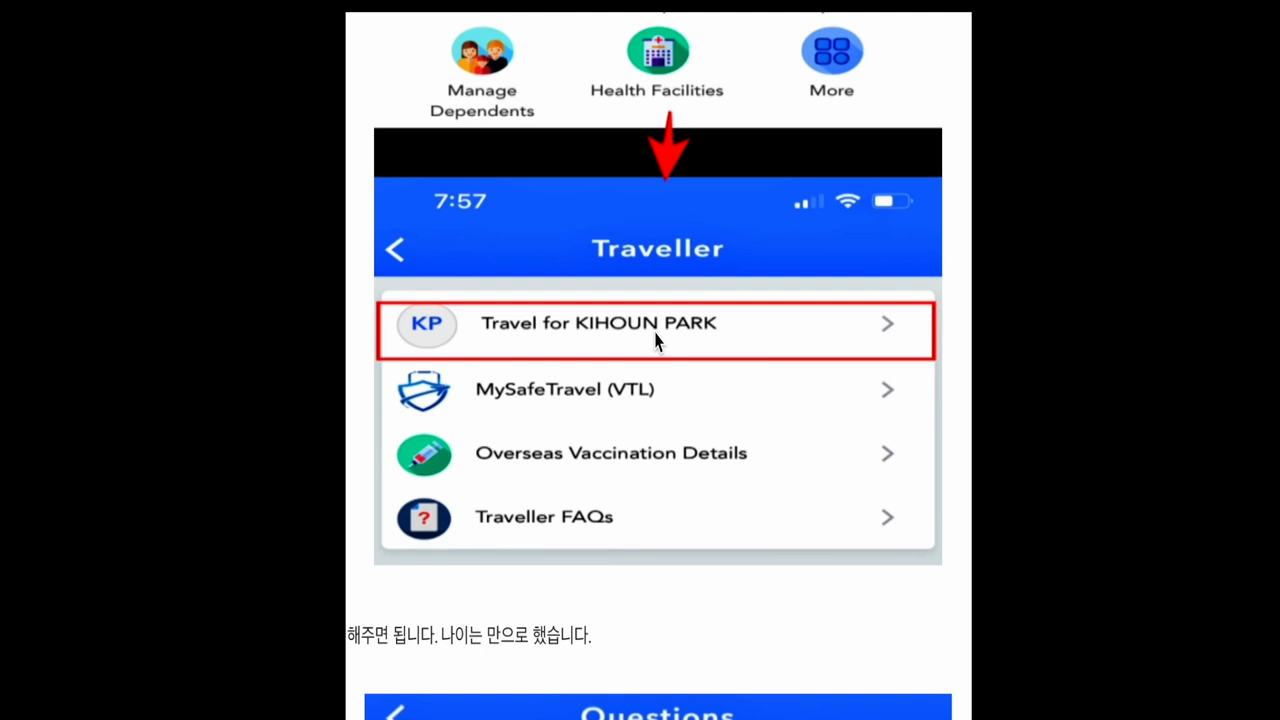 Manage
Dependents
Health Facilities
More
7:57
Traveller
KP
Travel for KIHOUN PARK
MySafeTravel (VTL)
Overseas Vaccination Details
?
Traveller FAQs
해주면 됩니다. 나이는 만으로 했습니다.
Questions